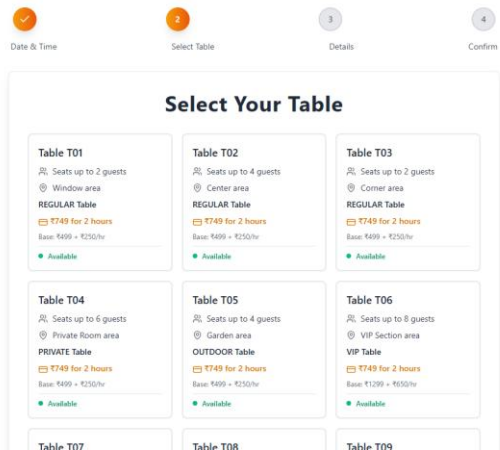 2
3
4
Date & Time
Select Table
Details
Confirm
Select Your Table
Table T01
Seats up to 2 guests
Window area
REGULAR Table
₹749 for 2 hours
Base: ₹499 + ₹250/hr
Available
Table T02
Seats up to 4 guests
Center area
REGULAR Table
₹749 for 2 hours
Base: ₹499 + ₹250/hr
Available
Table T03
Seats up to 2 guests
Corner area
REGULAR Table
₹749 for 2 hours
Base: ₹499 + ₹250/hr
Available
Table T04
Seats up to 6 guests
Private Room area
PRIVATE Table
₹749 for 2 hours
Base: ₹499 + ₹250/hr
Available
Table T05
Seats up to 4 guests
Garden area
OUTDOOR Table
₹749 for 2 hours
Base: ₹499 + ₹250/hr
Available
Table T06
Seats up to 8 guests
VIP Section area
VIP Table
₹749 for 2 hours
Base: ₹1299 + ₹650/hr
Available
Table T07
Table T08
Table T09